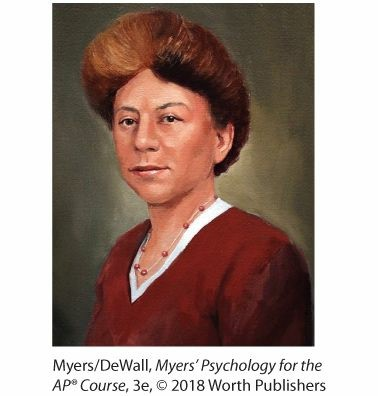 Myers/DeWall, Myers’ Psychology for the
AP® Course, 3e, © 2018 Worth Publishers